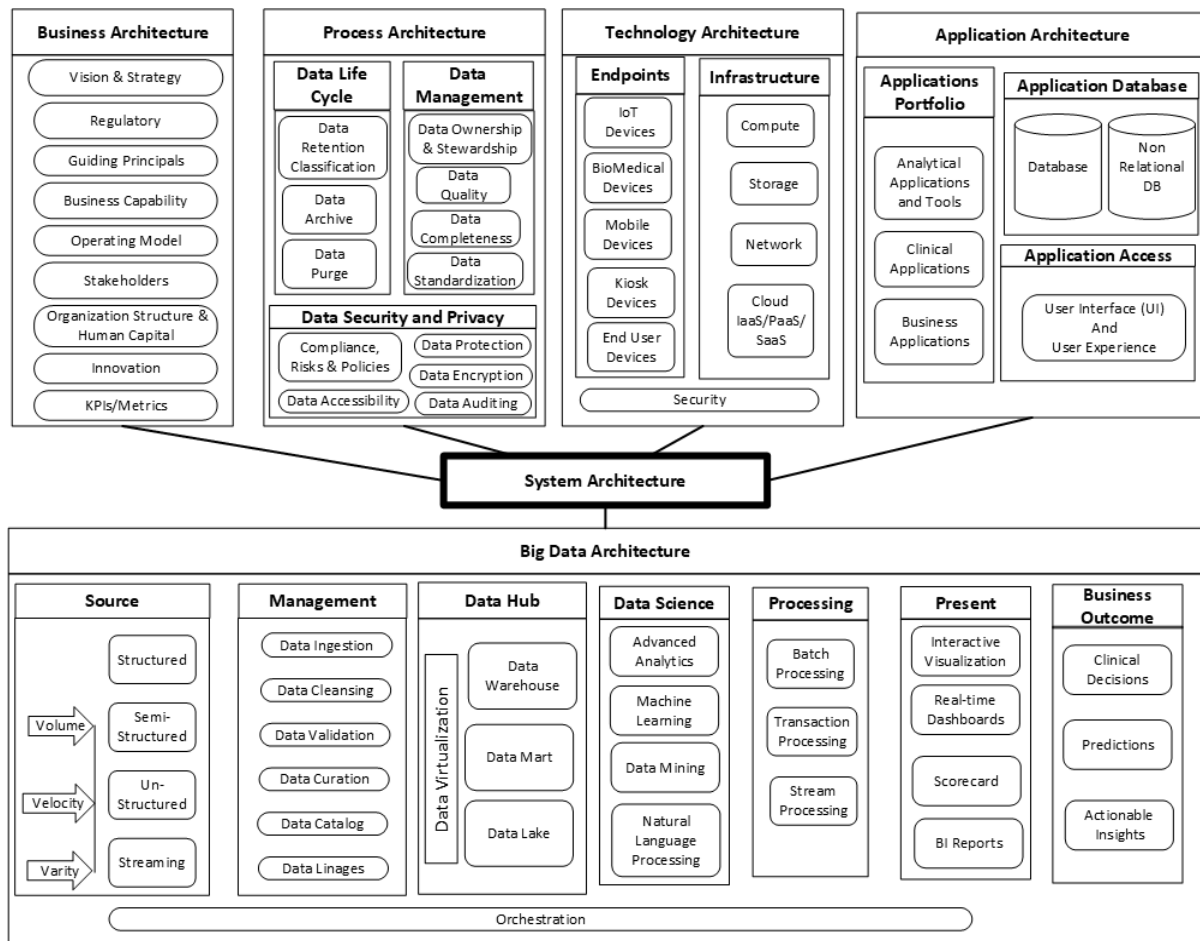 Business Architecture
Vision & Strategy
Regulatory
Guiding Principals
Business Capability
Operating Model
Stakeholders
Organization Structure &
Human Capital
Innovation
KPIs/Metrics
Process Architecture
Data Life
Cycle
Data
Retention
Classification
Data
Archive
Data
Purge
Data
Management
Data Ownership
& Stewardship
Data
Quality
Data
Completeness
Data
Standardization
Data Security and Privacy
Compliance,
Risks & Policies
Data Accessibility
Data Protection
Data Encryption
Data Auditing
Technology Architecture
Endpoints
IoT
Devices
BioMedical
Devices
Mobile
Devices
Kiosk
Devices
End User
Devices
Infrastructure
Compute
Storage
Network
Cloud
IaaS/PaaS/
SaaS
Security
Application Architecture
Applications
Portfolio
Analytical
Applications
and Tools
Clinical
Applications
Business
Applications
Application Database
Database
Non
Relational
DB
Application Access
User Interface (UI)
And
User Experience
System Architecture
Big Data Architecture
Source
Volume
Velocity
Varity
Structured
Semi-
Structured
Un-
Structured
Streaming
Management
Data Ingestion
Data Cleansing
Data Validation
Data Curation
Data Catalog
Data Linages
Data Hub
Data Virtualization
Data
Warehouse
Data Mart
Data Lake
Data Science
Advanced
Analytics
Machine
Learning
Data Mining
Natural
Language
Processing
Processing
Batch
Processing
Transaction
Processing
Stream
Processing
Present
Interactive
Visualization
Real-time
Dashboards
Scorecard
BI Reports
Business
Outcome
Clinical
Decisions
Predictions
Actionable
Insights
Orchestration